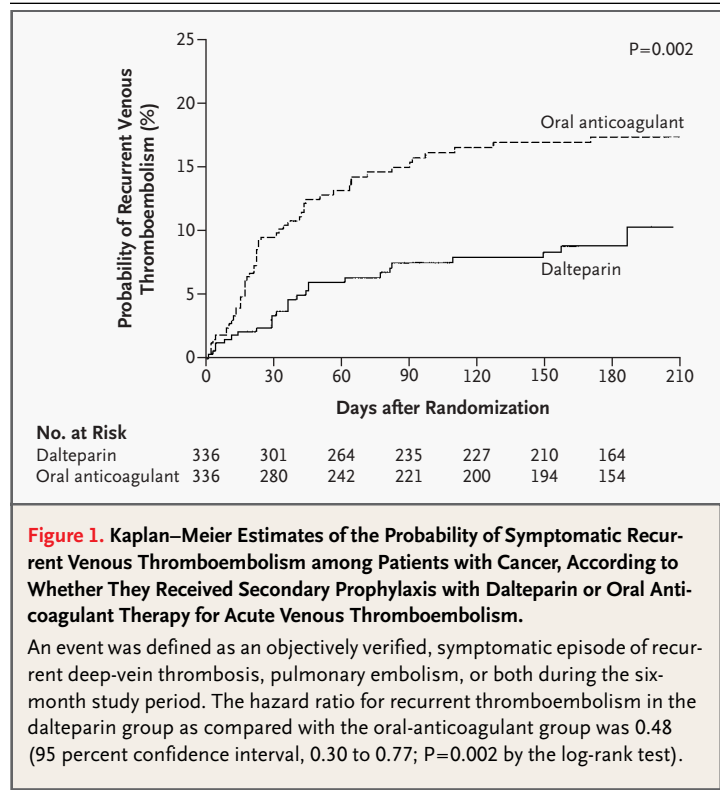 25
P=0.002
20
Oral anticoagulant
15
10
Dalteparin
5
0
Probability of Recurrent Venous
Thromboembolism (%)
0 30 60 90 120 150 180 210
Days after Randomization
No. at Risk
Dalteparin 336 301 264 235 227 210 164
Oral anticoagulant 336 280 242 221 200 194 154
Figure 1. Kaplan–Meier Estimates of the Probability of Symptomatic Recur-
rent Venous Thromboembolism among Patients with Cancer, According to
Whether They Received Secondary Prophylaxis with Dalteparin or Oral Anti-
coagulant Therapy for Acute Venous Thromboembolism.
An event was defined as an objectively verified, symptomatic episode of recur-
rent deep-vein thrombosis, pulmonary embolism, or both during the six-
month study period. The hazard ratio for recurrent thromboembolism in the
dalteparin group as compared with the oral-anticoagulant group was 0.48
(95 percent confidence interval, 0.30 to 0.77; P=0.002 by the log-rank test).